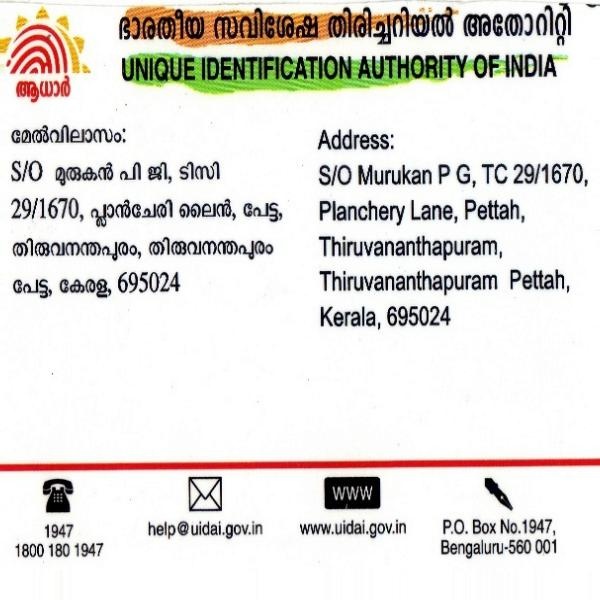 ഭാരതീയ സവിശേഷ തിരിച്ചറിയൽ അതോറിറ്റി
UNIQUE IDENTIFICATION AUTHORITY OF INDIA
ആധാർ
മേൽവിലാസം:
S/O മുരുകൻ പി ജി, ടിസി
29/1670, പ്ലാൻചേരി ലൈൻ, പേട്ട,
തിരുവനന്തപുരം, തിരുവനന്തപുരം
പേട്ട, കേരള, 695024
Address:
S/O Murukan P G, TC 29/1670,
Planchery Lane, Pettah,
Thiruvananthapuram,
Thiruvananthapuram Pettah,
Kerala, 695024
1947
1800 180 1947
help@uidai.gov.in
WWW
www.uidai.gov.in
P.O. Box No.1947,
Bengaluru-560 001